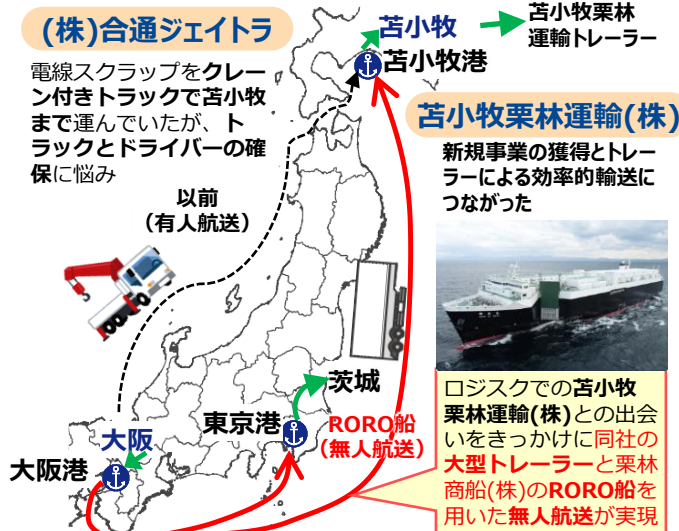 (株)合通ジェイトラ
電線スクラップをクレー
ン付きトラックで苫小牧
まで運んでいたが、ト
ラックとドライバーの確
保に悩み
以前
（有人航送）
苫小牧
苫小牧港
苫小牧栗林
運輸トレーラー
苫小牧栗林運輸(株)
新規事業の獲得とトレー
ラーによる効率的輸送に
つながった
茨城
東京港
RORO船
（無人航送）
大阪
大阪港
ロジスクでの苫小牧
栗林運輸(株)との出会
いをきっかけに同社の
大型トレーラーと栗林
商船(株)のRORO船を
用いた無人航送が実現